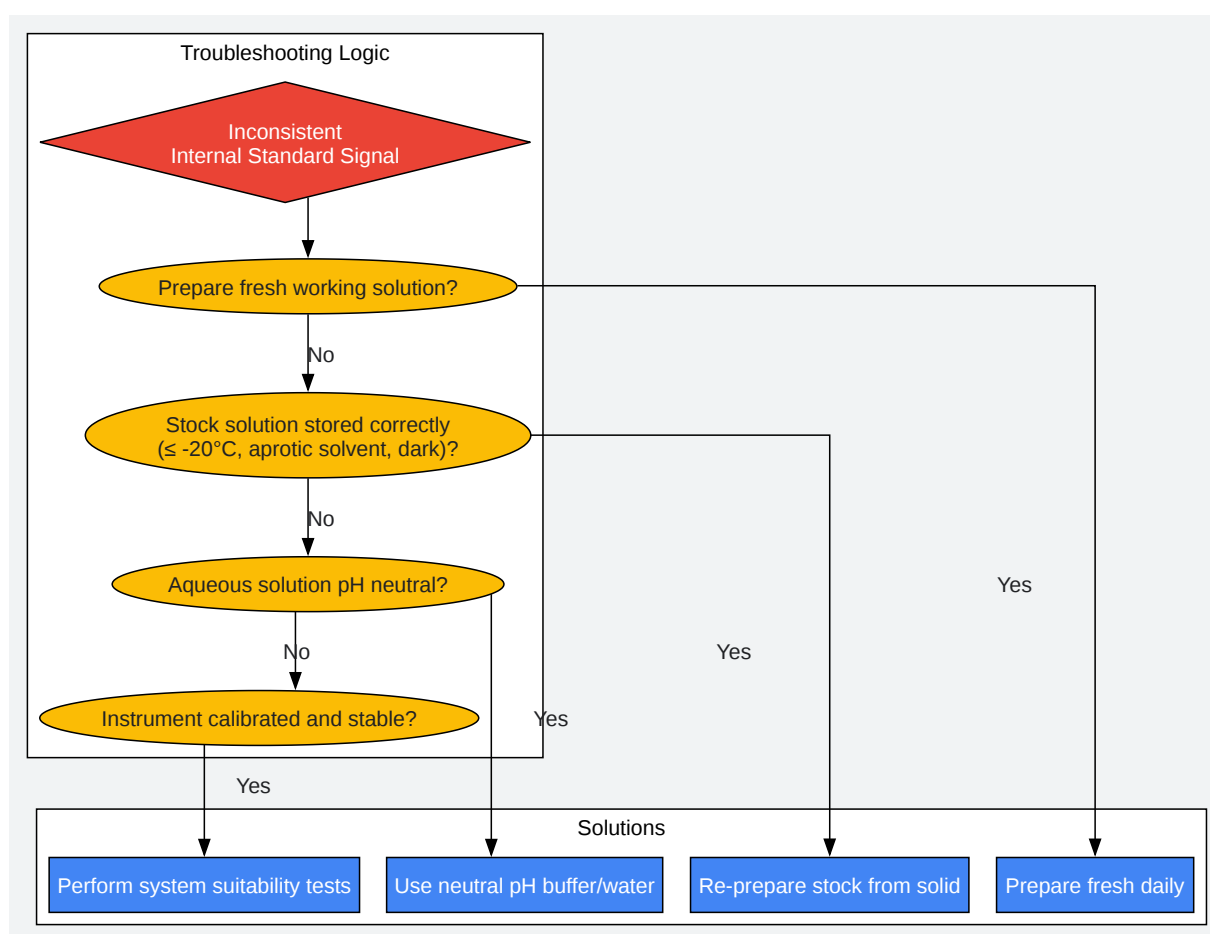 Troubleshooting Logic
Inconsistent
Internal Standard Signal
Prepare fresh working solution?
No
Stock solution stored correctly
(≤ -20°C, aprotic solvent, dark)?
No
Aqueous solution pH neutral?
Yes
No
Yes
Instrument calibrated and stable?
Yes
Yes
Solutions
Perform system suitability tests
Use neutral pH buffer/water
Re-prepare stock from solid
Prepare fresh daily